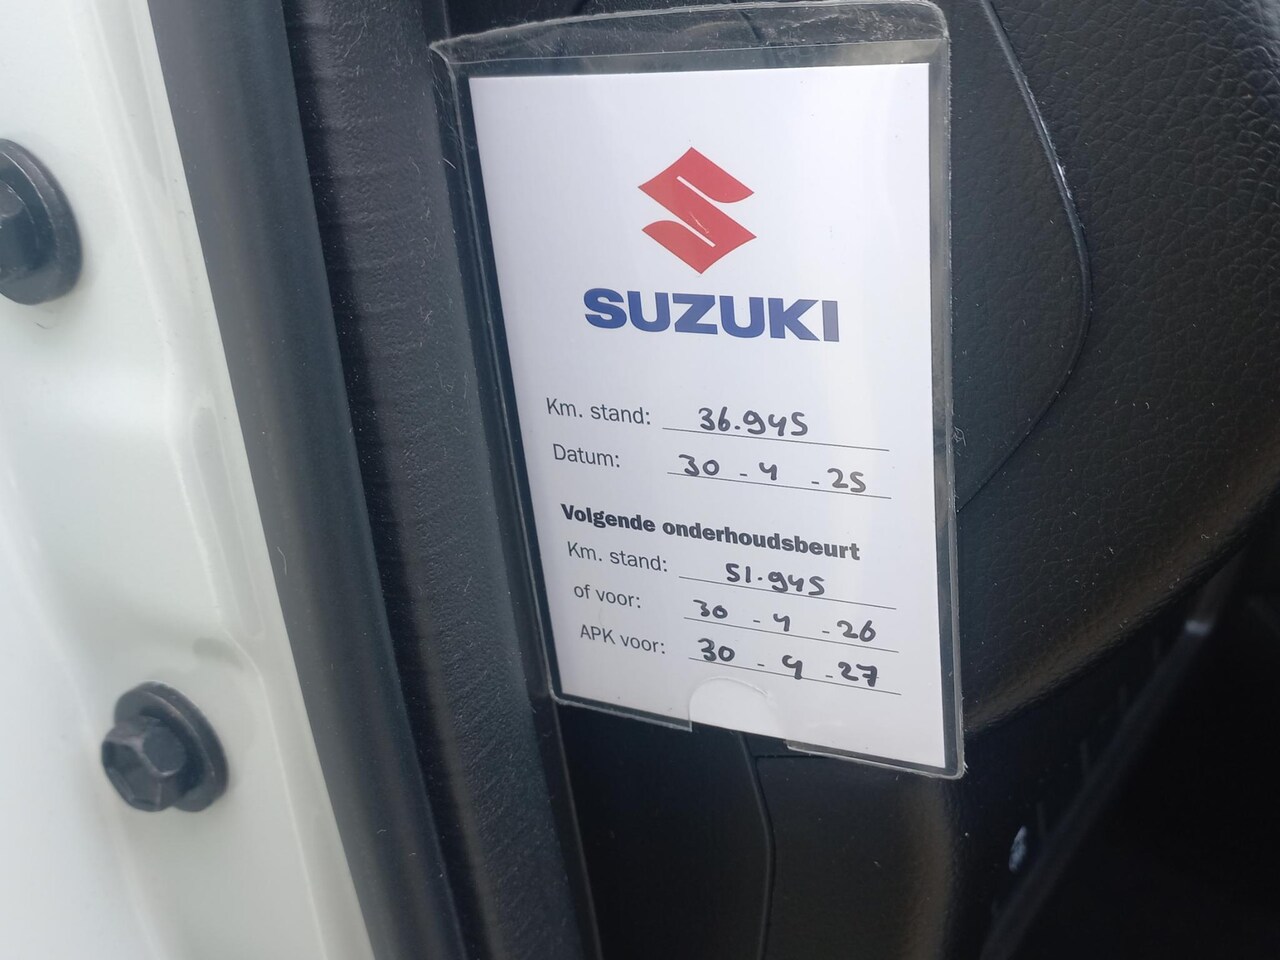 SUZUKI
Km. stand: 36.945
Datum: 30 - 4 - 25
Volgende onderhoudsbeurt
Km. stand: 51.945
of voor: 30 - 4 - 26
APK voor: 30 - 4 - 27